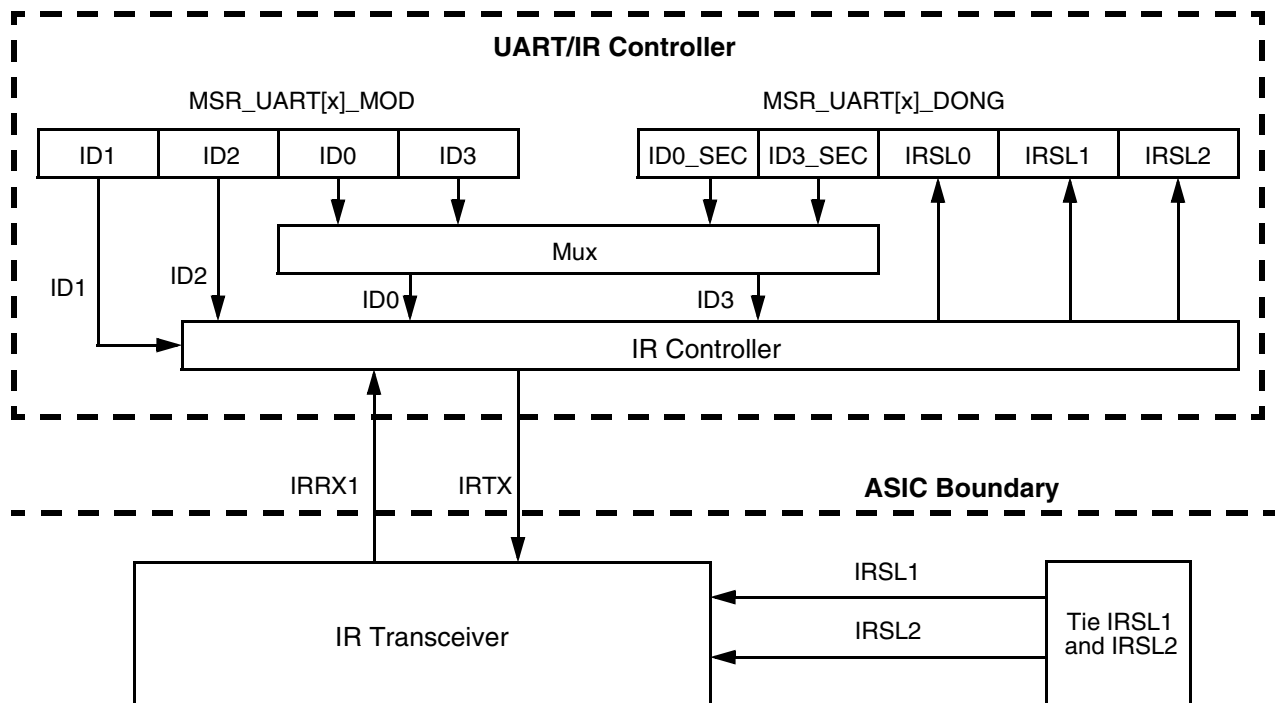 UART/IR Controller
MSR_UART[x]_MOD
MSR_UART[x]_DONG
ID1 ID2 ID0 ID3
ID0_SEC ID3_SEC IRSL0 IRSL1 IRSL2
Mux
ID1
ID2
ID0
ID3
IR Controller
IRRX1
IRTX
ASIC Boundary
IR Transceiver
IRSL1
IRSL2
Tie IRSL1
and IRSL2